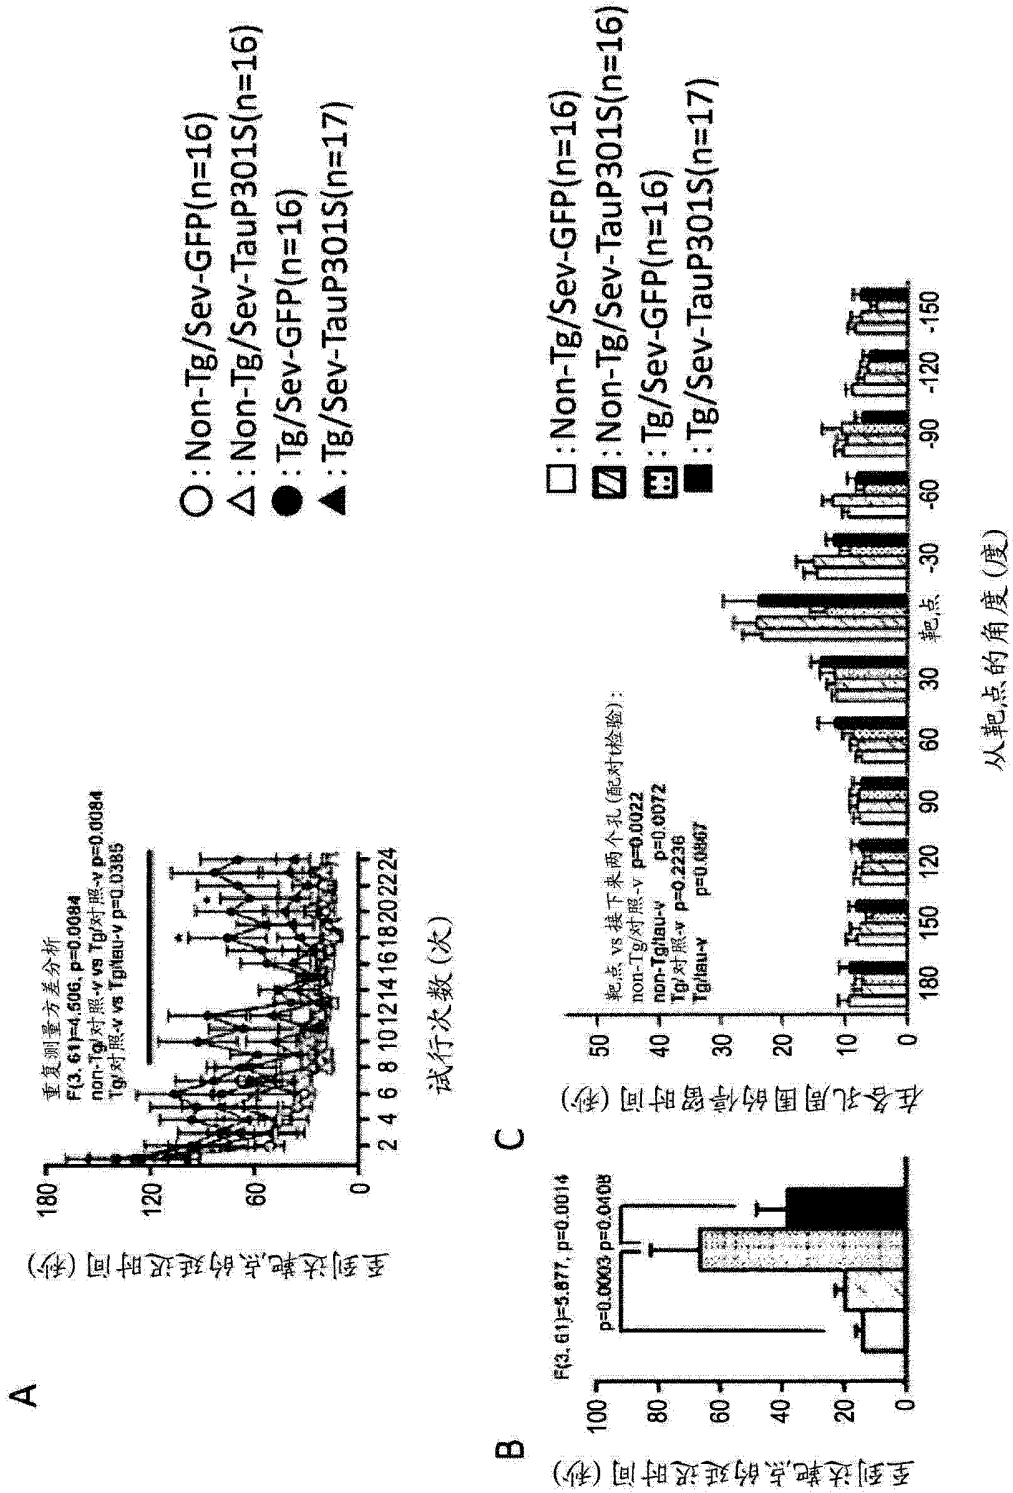 A
至到达靶点的延迟时间 (秒)
180
120
60
0
重复测量方差分析
F(3, 61)=4.506, p=0.0084
non-Tg/对照-v vs Tg/对照-v p=0.0084
Tg/对照-v vs Tg/tau-v p=0.0385
*
*
2 4 6 8 10 12 14 16 18 20 22 24
试行次数 (次)
○ : Non-Tg/Sev-GFP(n=16)
△ : Non-Tg/Sev-TauP301S(n=16)
● : Tg/Sev-GFP(n=16)
▲ : Tg/Sev-TauP301S(n=17)
B
至到达靶点的延迟时间 (秒)
100
80
60
40
20
0
F(3, 61)=5.877, p=0.0014
p=0.0003 p=0.0408
C
在各孔周围的停留时间 (秒)
50
40
30
20
10
0
靶点 vs 接下来两个孔 (配对t检验) :
non-Tg/对照-v p=0.0022
non-Tg/tau-v p=0.0072
Tg/对照-v p=0.2236
Tg/tau-v p=0.0867
180 150 120 90 60 30 靶点 -30 -60 -90 -120 -150
从靶点的角度 (度)
: Non-Tg/Sev-GFP(n=16)
: Non-Tg/Sev-TauP301S(n=16)
: Tg/Sev-GFP(n=16)
: Tg/Sev-TauP301S(n=17)